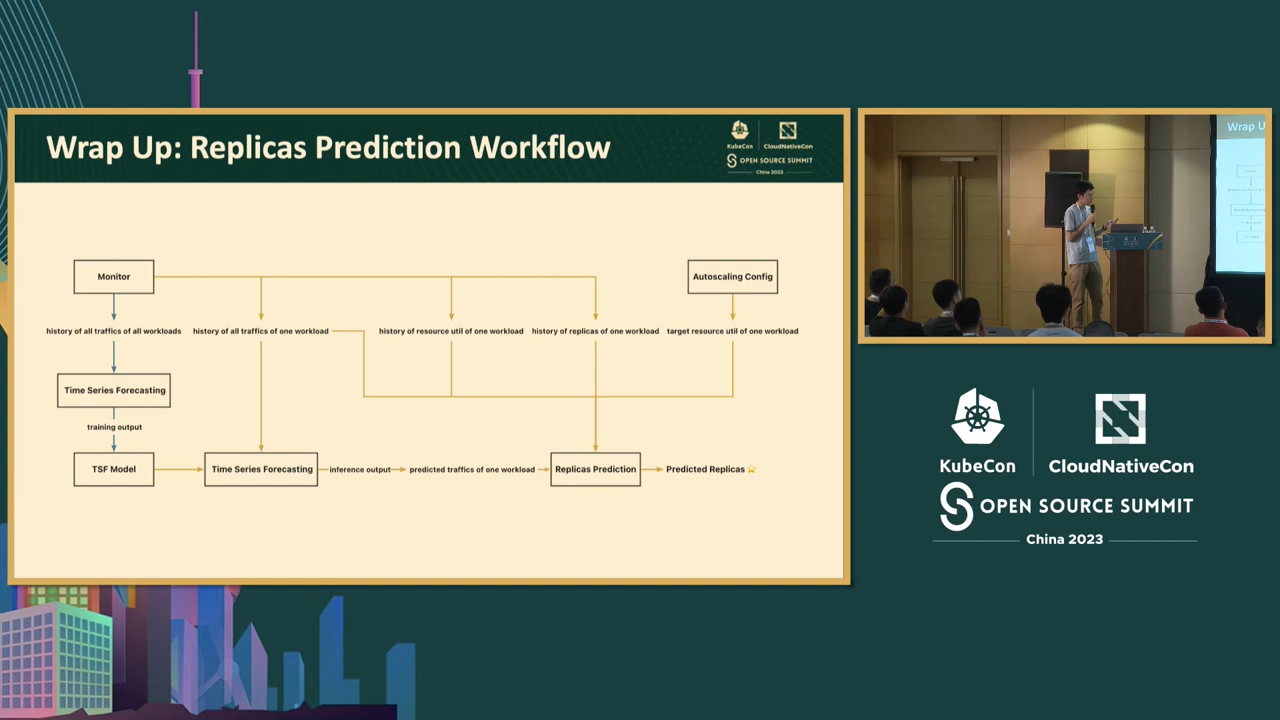 Wrap Up: Replicas Prediction Workflow
KubeCon
CloudNativeCon
OPEN SOURCE SUMMIT
China 2023
Monitor
Autoscaling Config
history of all traffics of all workloads
history of all traffics of one workload
history of resource util of one workload
history of replicas of one workload
target resource util of one workload
Time Series Forecasting
training output
TSF Model
Time Series Forecasting
inference output
predicted traffics of one workload
Replicas Prediction
Predicted Replicas
Wrap U
KubeCon
CloudNativeCon
OPEN SOURCE SUMMIT
China 2023